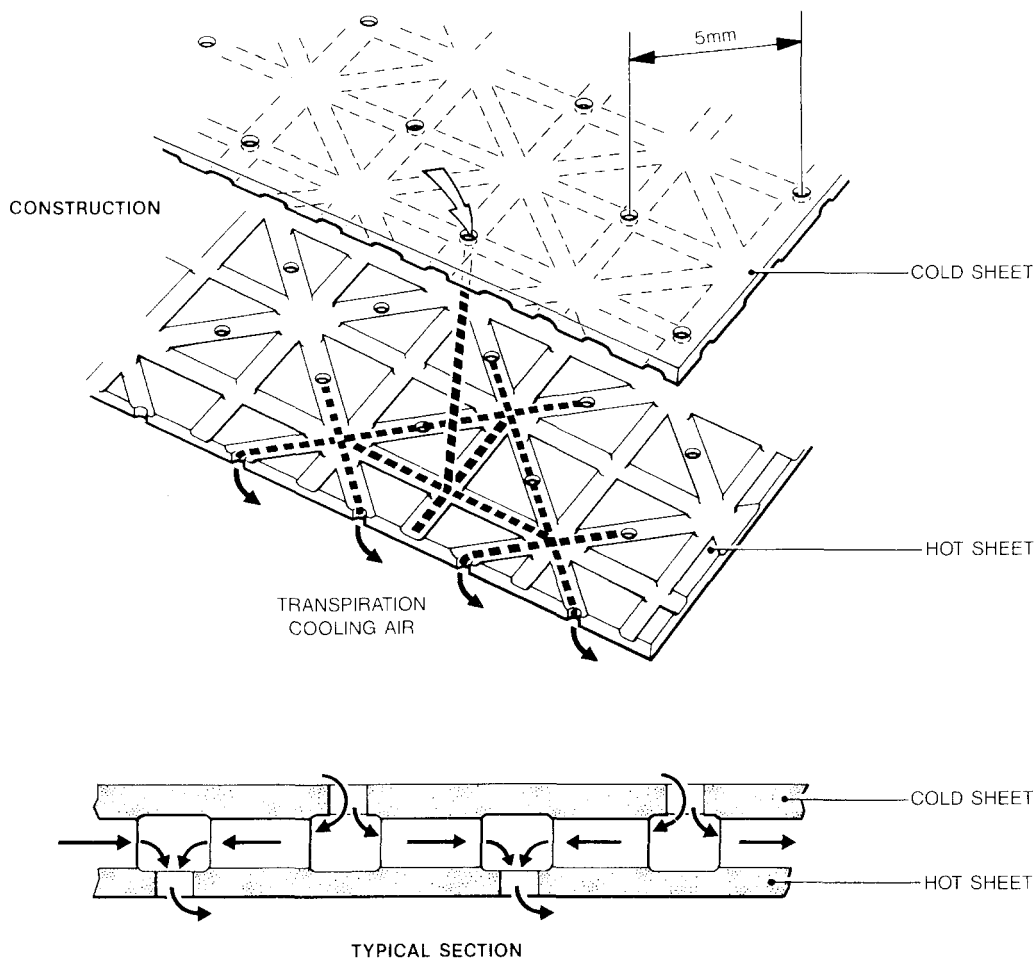 5mm
CONSTRUCTION
COLD SHEET
HOT SHEET
TRANSPIRATION
COOLING AIR
COLD SHEET
HOT SHEET
TYPICAL SECTION